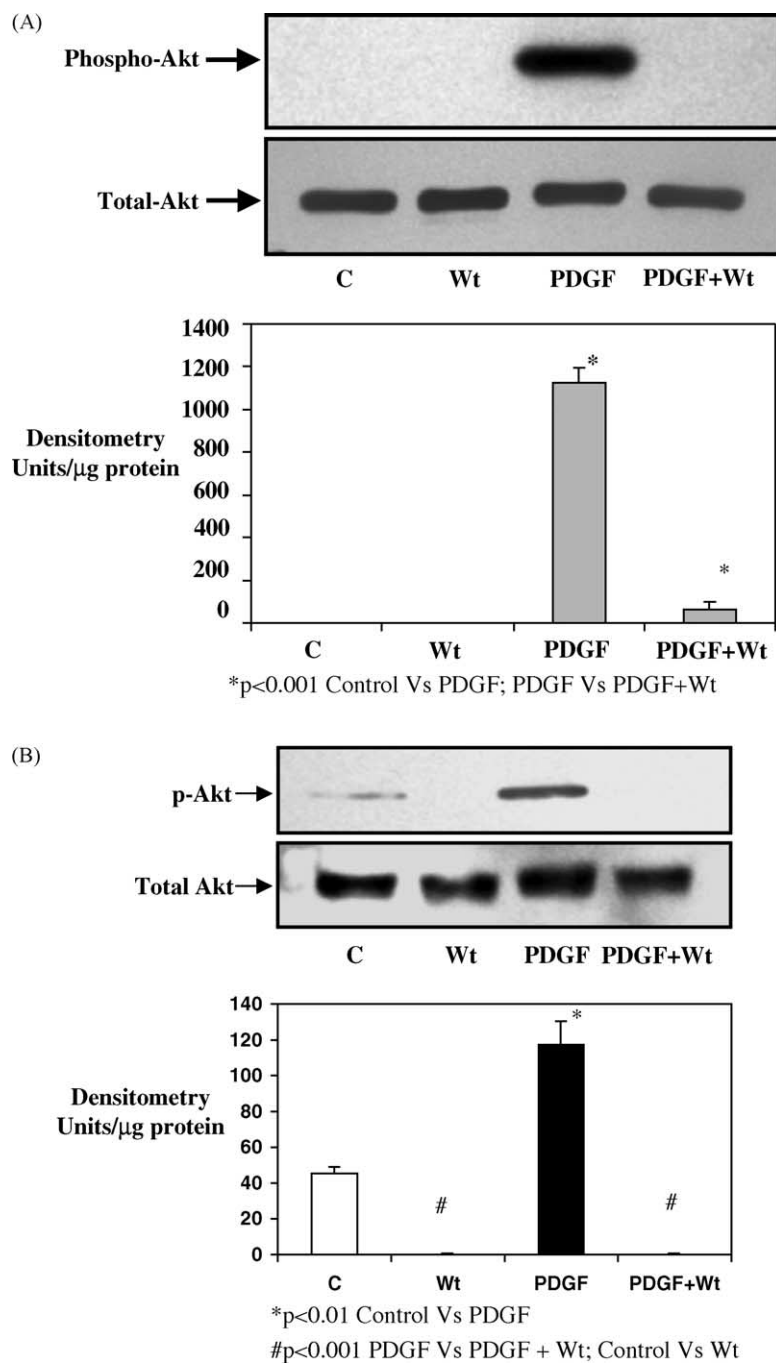 (A)
Phospho-Akt
Total-Akt
C Wt PDGF PDGF+Wt
1400
1200
1000
800
600
400
200
0
Densitometry
Units/µg protein
*
*
C Wt PDGF PDGF+Wt
*p<0.001 Control Vs PDGF; PDGF Vs PDGF+Wt
(B)
p-Akt
Total Akt
C Wt PDGF PDGF+Wt
140
120
100
80
60
40
20
0
Densitometry
Units/µg protein
*
# #
C Wt PDGF PDGF+Wt
*p<0.01 Control Vs PDGF
#p<0.001 PDGF Vs PDGF + Wt; Control Vs Wt